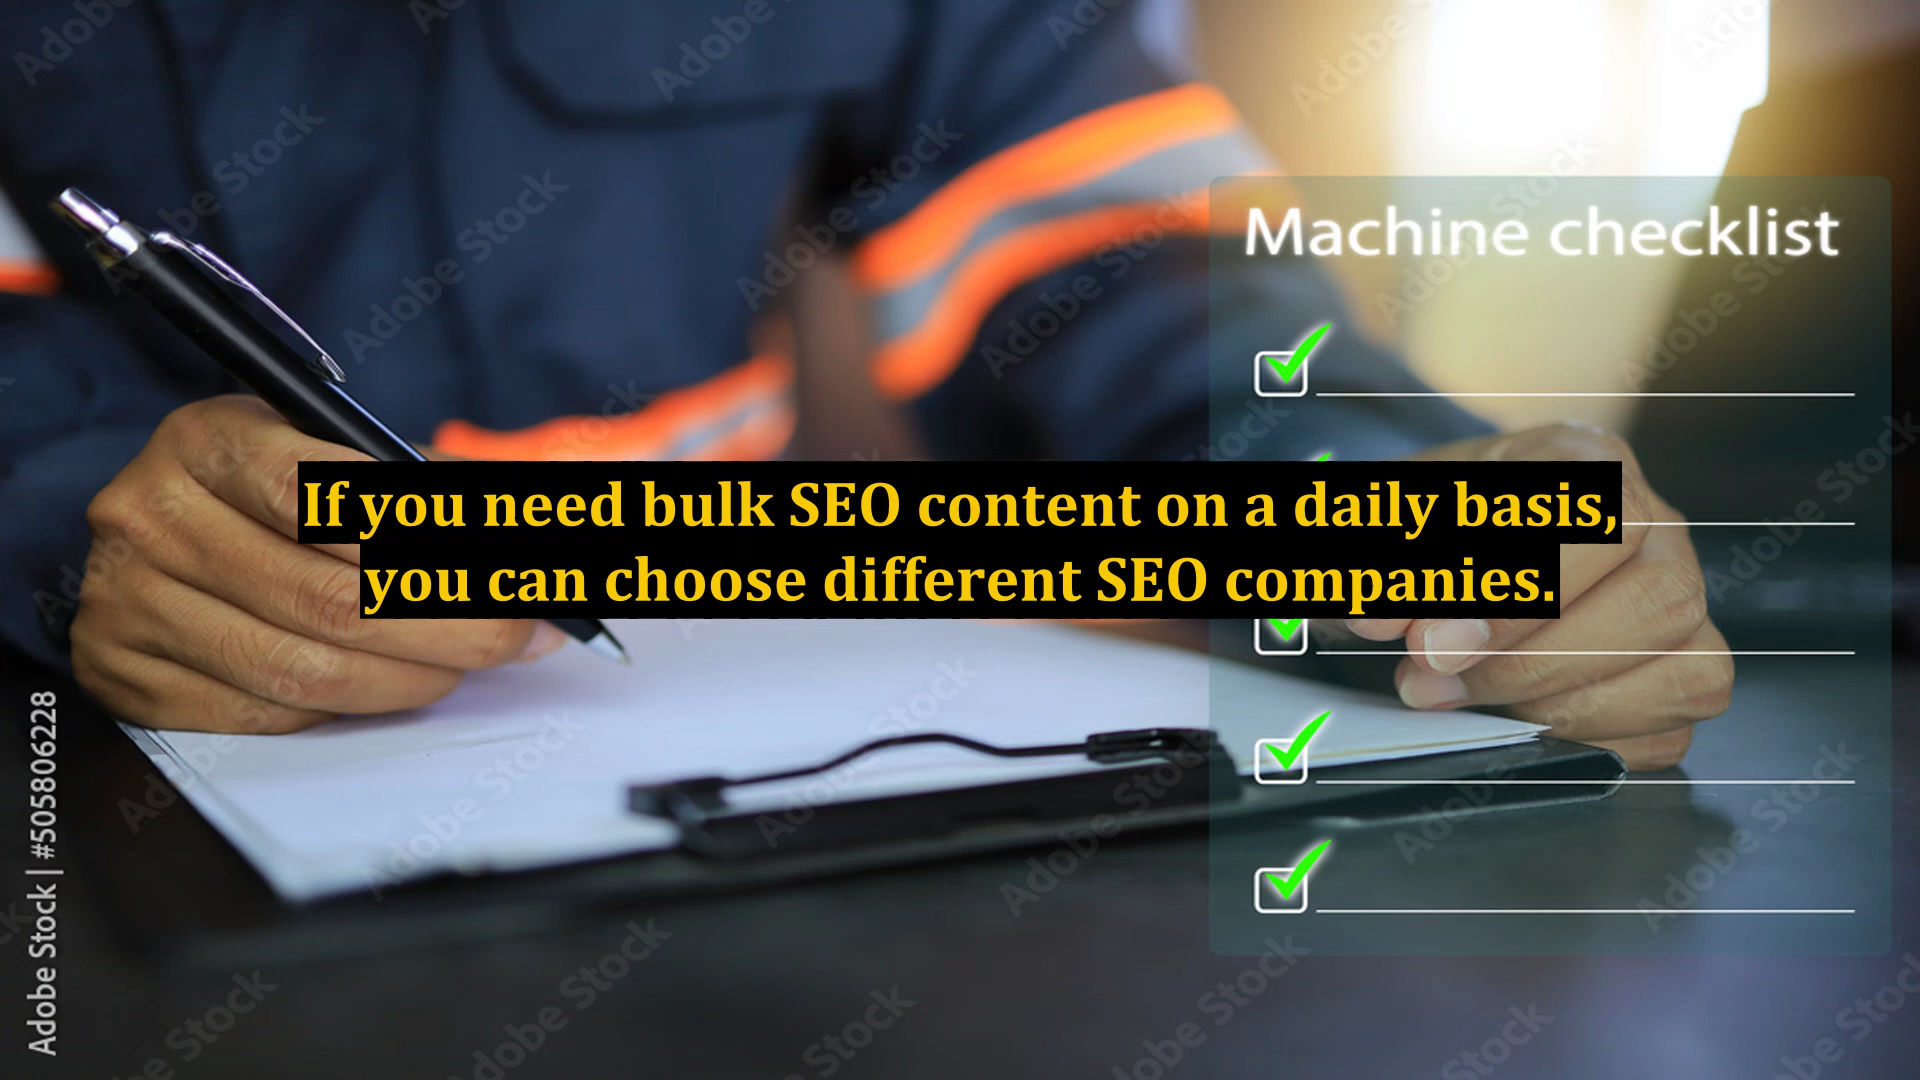 Machine checklist
If you need bulk SEO content on a daily basis,
you can choose different SEO companies.
Adobe Stock | #505806228